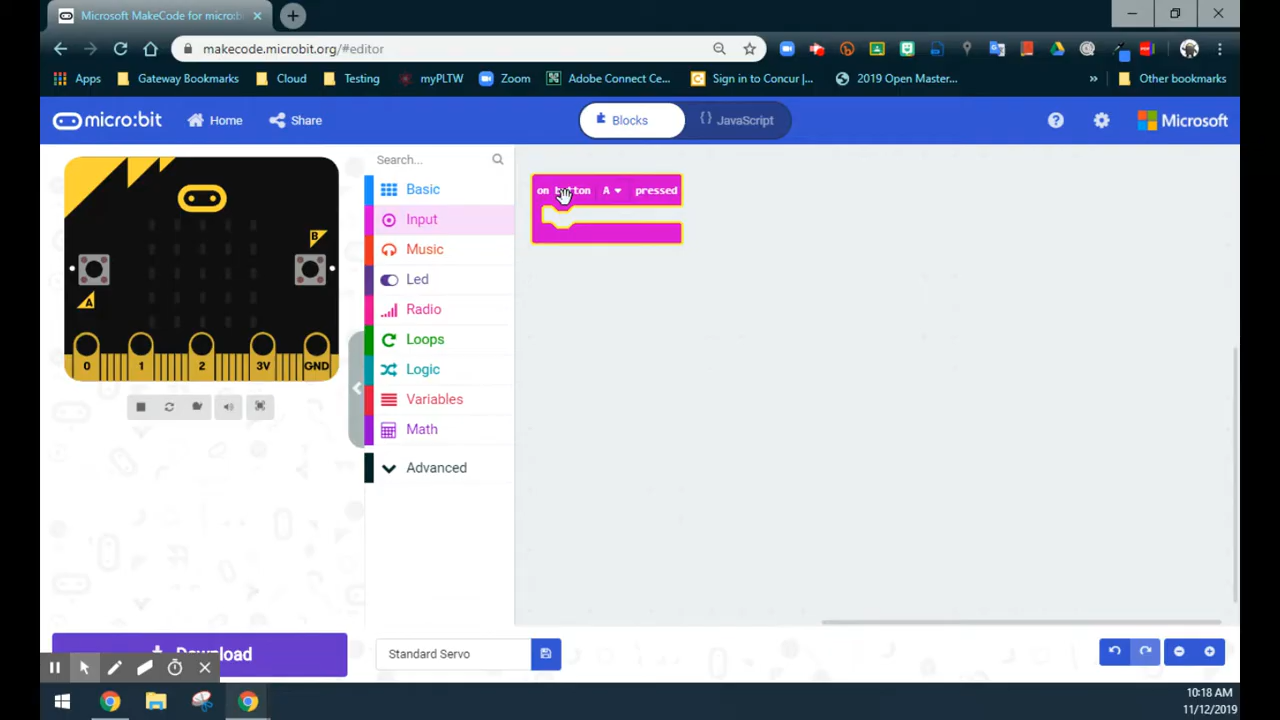 Microsoft MakeCode for micro:b
makecode.microbit.org/#editor
Apps Gateway Bookmarks Cloud Testing myPLTW Zoom Adobe Connect Ce... Sign in to Concur |... 2019 Open Master... » Other bookmarks
micro:bit Home Share Blocks {} JavaScript ? Microsoft
Search...
Basic
Input
Music
Led
Radio
Loops
Logic
Variables
Math
Advanced
on button A pressed
B
A
0 1 2 3V GND
Download
Standard Servo
10:18 AM
11/12/2019